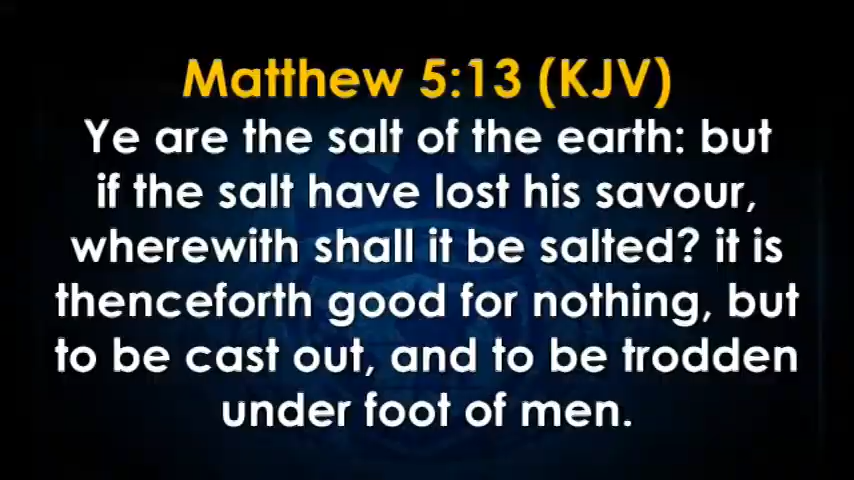 Matthew 5:13 (KJV)
Ye are the salt of the earth: but
if the salt have lost his savour,
wherewith shall it be salted? it is
thenceforth good for nothing, but
to be cast out, and to be trodden
under foot of men.